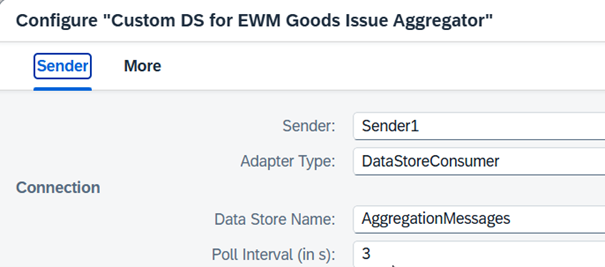 Configure "Custom DS for EWM Goods Issue Aggregator"
Sender More
Sender: Sender1
Adapter Type: DataStoreConsumer
Connection
Data Store Name: AggregationMessages
Poll Interval (in s): 3